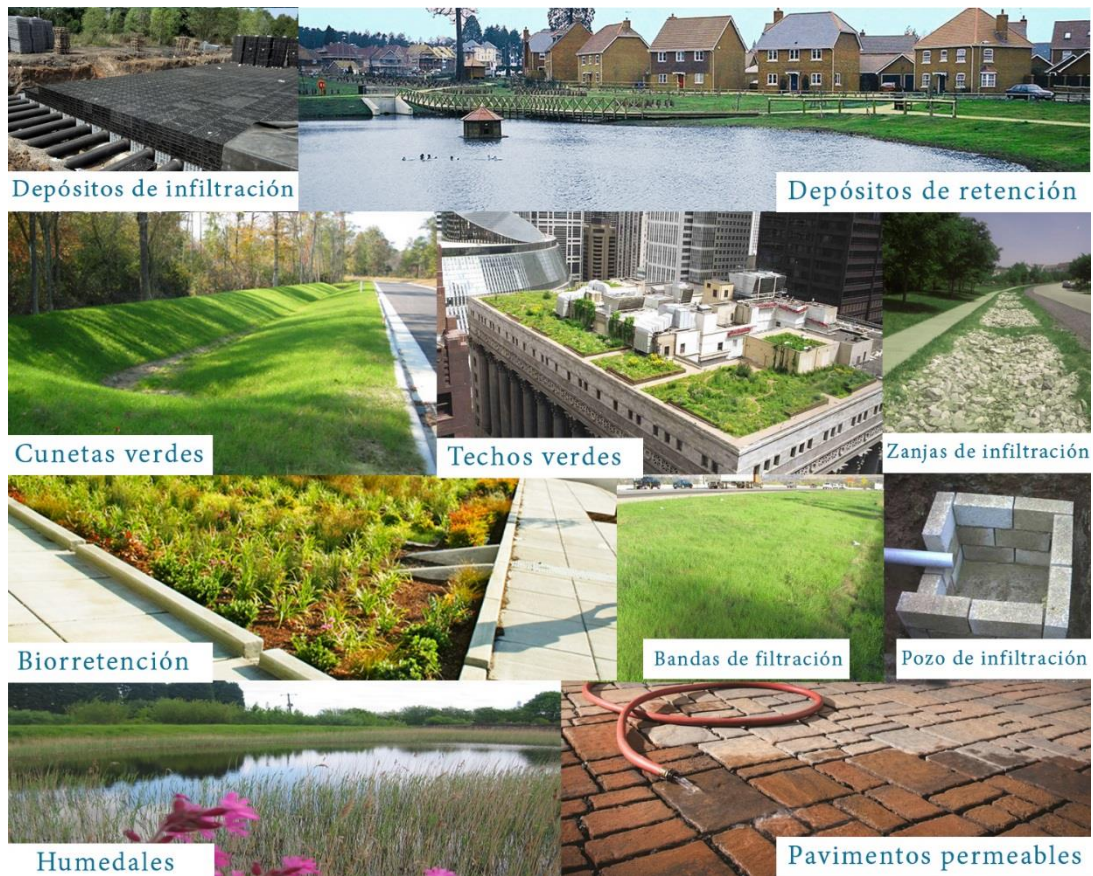 Depósitos de infiltración
Depósitos de retención
Cunetas verdes
Techos verdes
Zanjas de infiltración
Biorretención
Bandas de filtración
Pozo de infiltración
Humedales
Pavimentos permeables